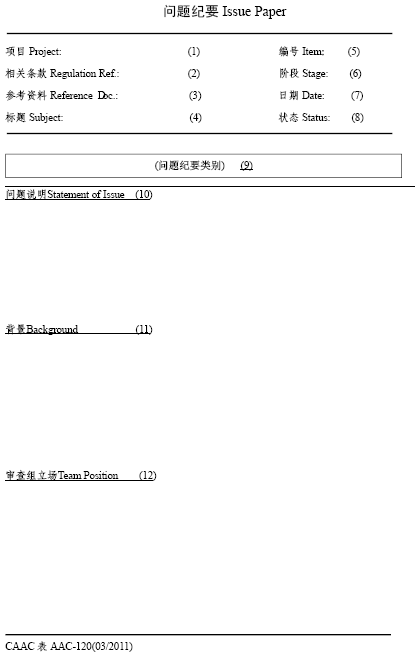 问题纪要 Issue Paper
项目 Project: (1) 编号 Item: (5)
相关条款 Regulation Ref.: (2) 阶段 Stage: (6)
参考资料 Reference Doc.: (3) 日期 Date: (7)
标题 Subject: (4) 状态 Status: (8)
(问题纪要类别) (9)
问题说明Statement of Issue (10)
背景Background (11)
审查组立场Team Position (12)
CAAC 表 AAC-120(03/2011)